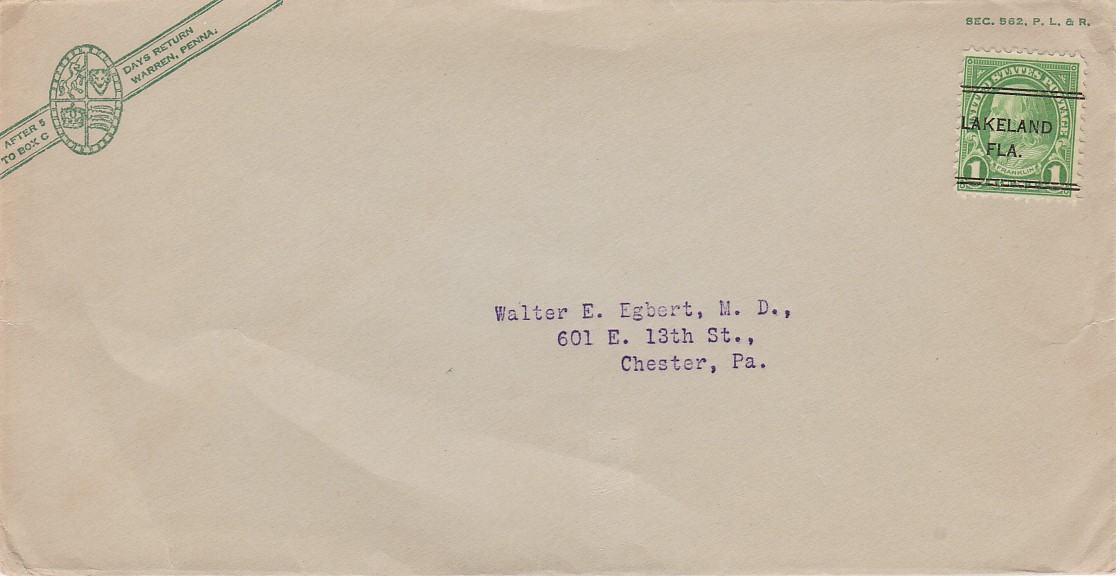 AFTER 5 DAYS RETURN
TO BOX G WARREN, PENNA.
SEC. 562, P. L. & R.
UNITED STATES POSTAGE
LAKELAND
FLA.
FRANKLIN
1 1
Walter E. Egbert, M. D.,
601 E. 13th St.,
Chester, Pa.